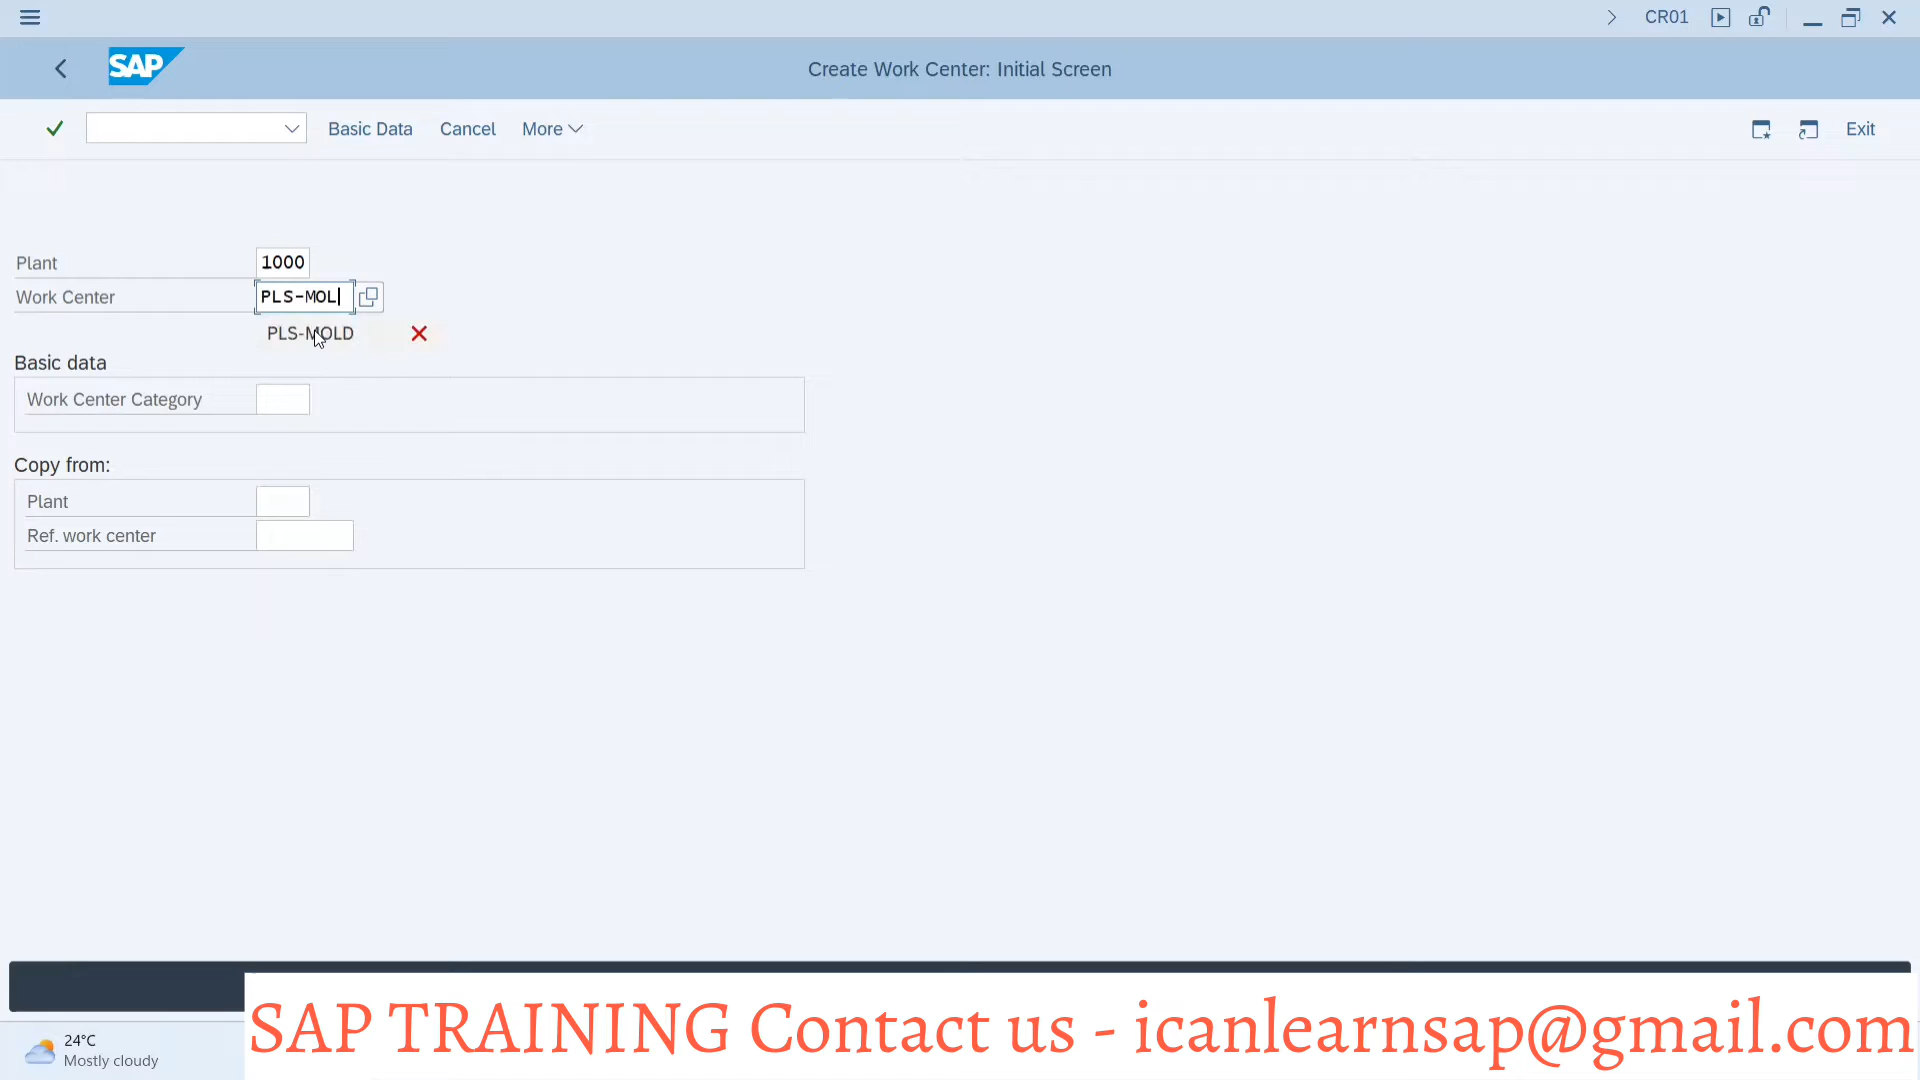 CR01
SAP
Create Work Center: Initial Screen
Basic Data
Cancel
More
Exit
Plant
1000
Work Center
PLS-MOL
PLS-MOLD
Basic data
Work Center Category
Copy from:
Plant
Ref. work center
SAP TRAINING Contact us - icanlearnsap@gmail.com
24°C
Mostly cloudy